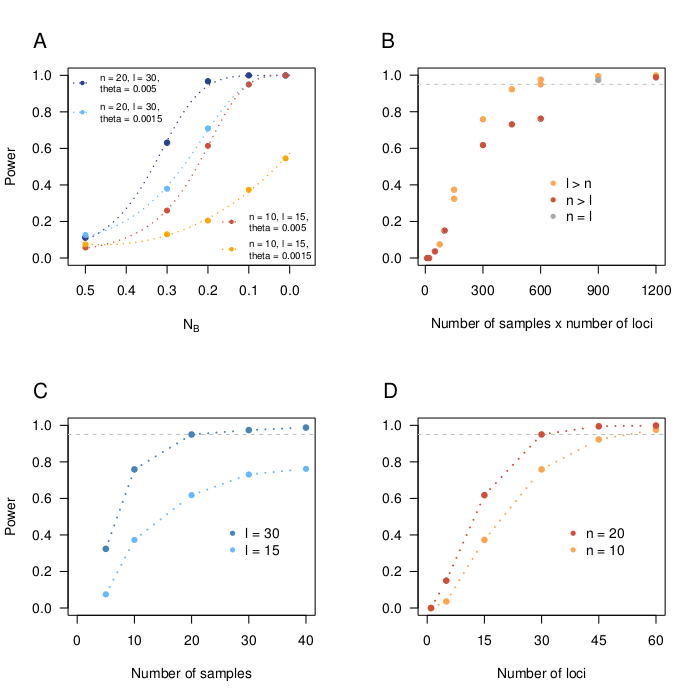 A
B
Power
1.0
0.8
0.6
0.4
0.2
0.0
n = 20, l = 30,
theta = 0.005
n = 20, l = 30,
theta = 0.0015
n = 10, l = 15,
theta = 0.005
n = 10, l = 15,
theta = 0.0015
0.5 0.4 0.3 0.2 0.1 0.0
NB
1.0
0.8
0.6
0.4
0.2
0.0
l > n
n > l
n = l
0 300 600 900 1200
Number of samples x number of loci
C
D
Power
1.0
0.8
0.6
0.4
0.2
0.0
l = 30
l = 15
0 10 20 30 40
Number of samples
1.0
0.8
0.6
0.4
0.2
0.0
n = 20
n = 10
0 15 30 45 60
Number of loci